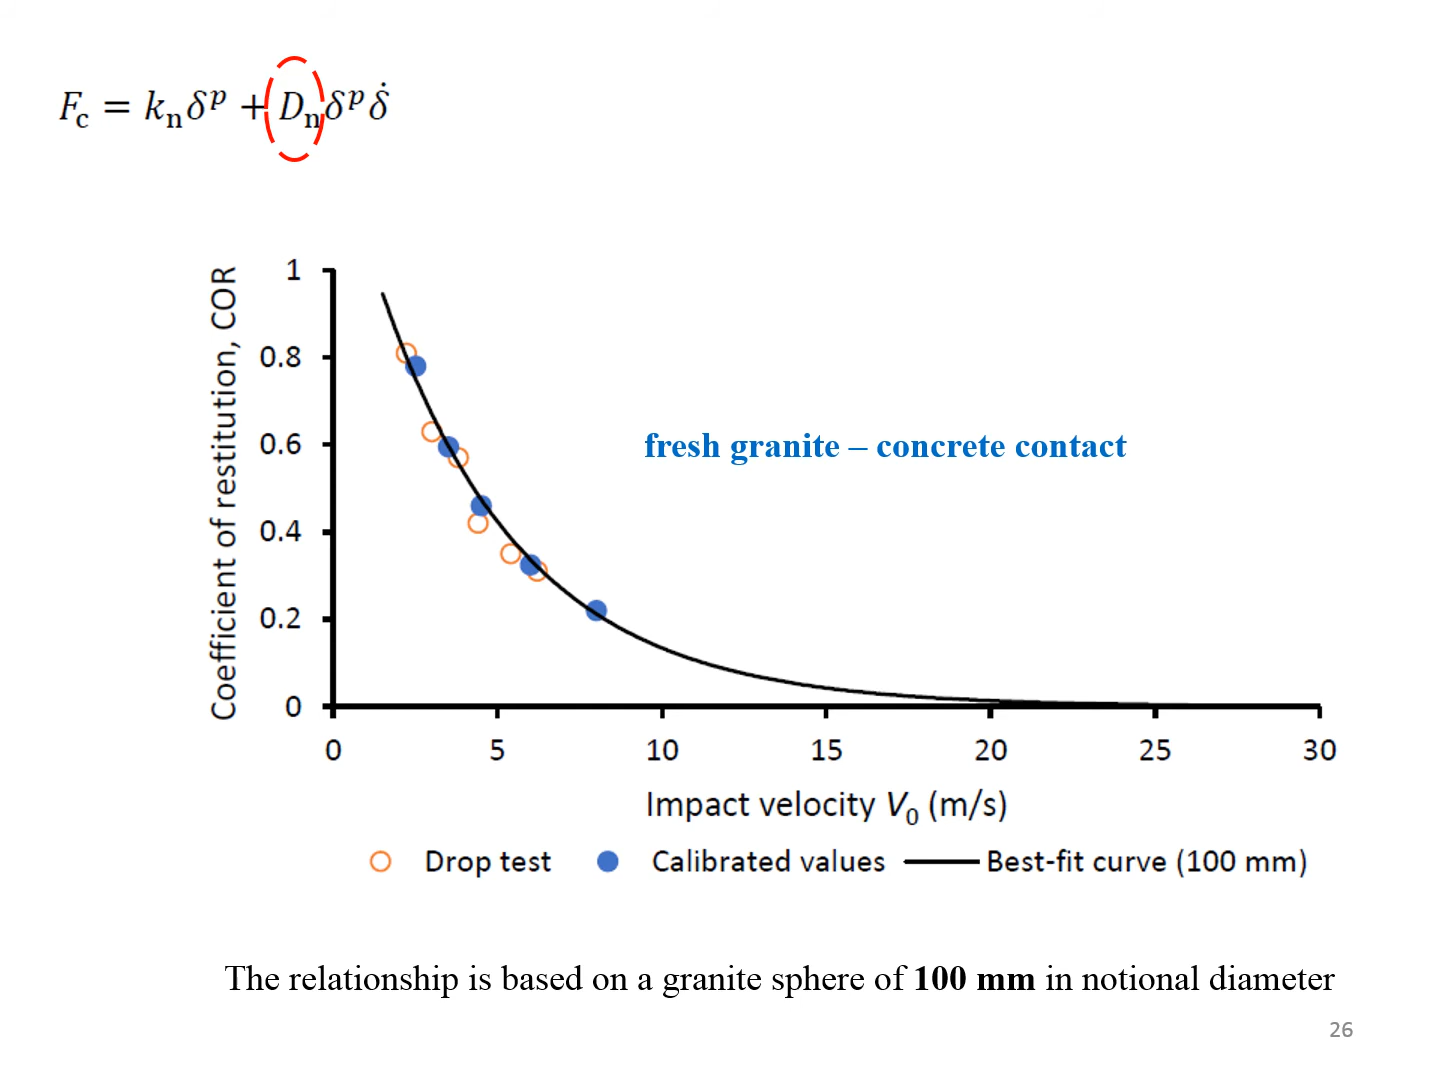 F_c = k_n δ^p + D_n δ^p δ̇
Coefficient of restitution, COR
1
0.8
0.6
0.4
0.2
0
fresh granite – concrete contact
0 5 10 15 20 25 30
Impact velocity V₀ (m/s)
Drop test Calibrated values Best-fit curve (100 mm)
The relationship is based on a granite sphere of 100 mm in notional diameter
26